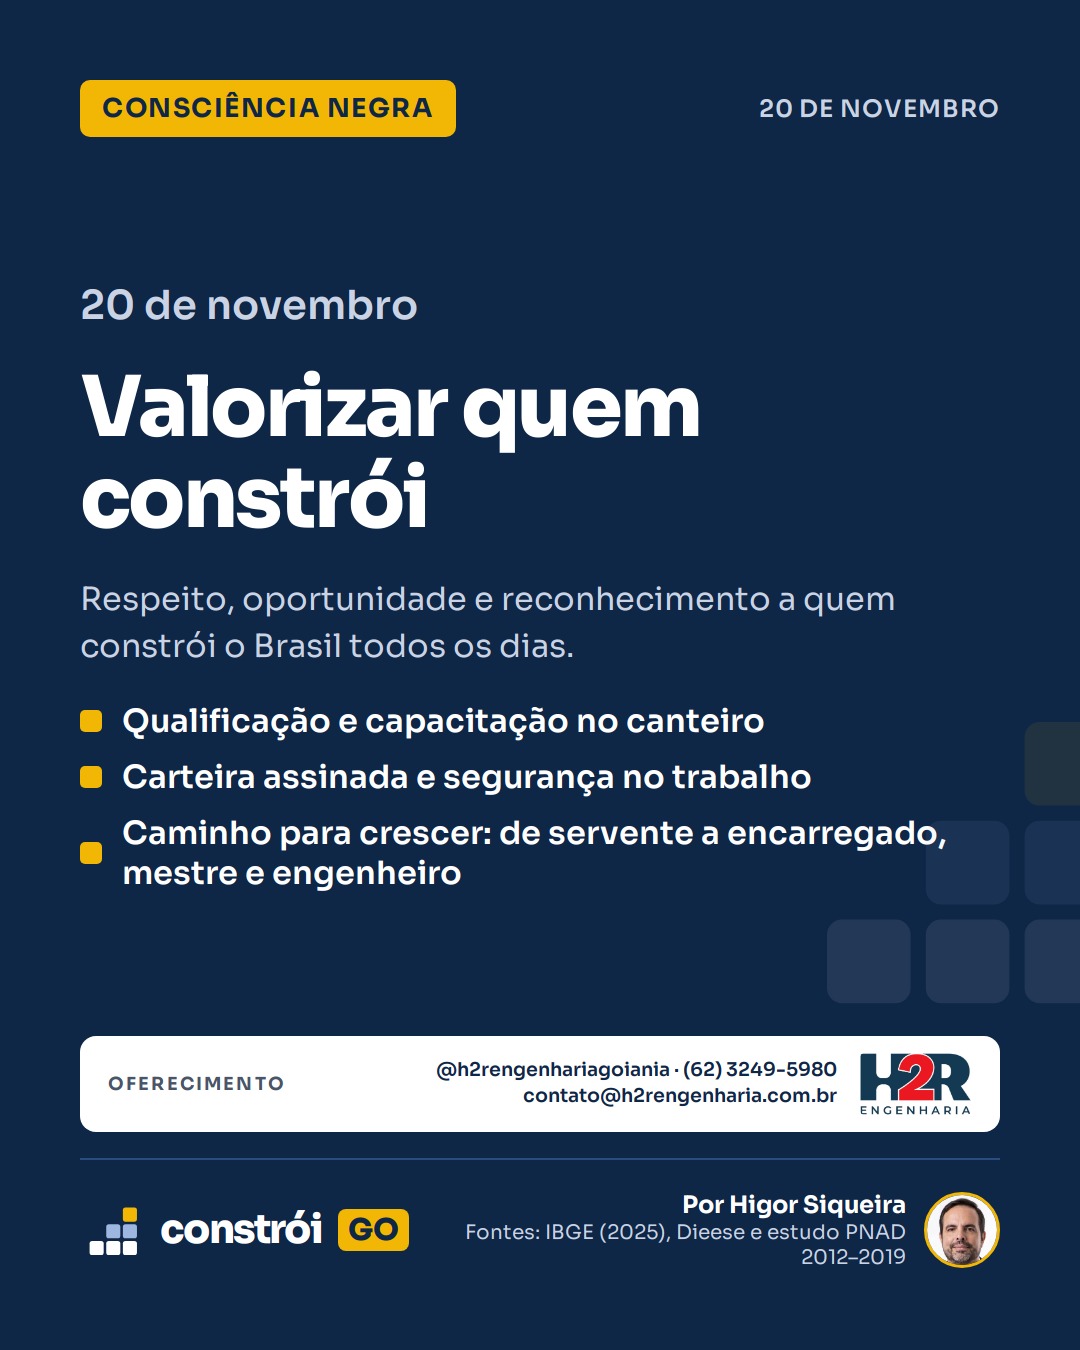 CONSCIÊNCIA NEGRA
20 DE NOVEMBRO
20 de novembro
Valorizar quem
constrói
Respeito, oportunidade e reconhecimento a quem
constrói o Brasil todos os dias.
Qualificação e capacitação no canteiro
Carteira assinada e segurança no trabalho
Caminho para crescer: de servente a encarregado,
mestre e engenheiro
OFERECIMENTO
@h2rengenhariagoiania · (62) 3249-5980
contato@h2rengenharia.com.br
H2R
ENGENHARIA
constrói GO
Por Higor Siqueira
Fontes: IBGE (2025), Dieese e estudo PNAD
2012–2019